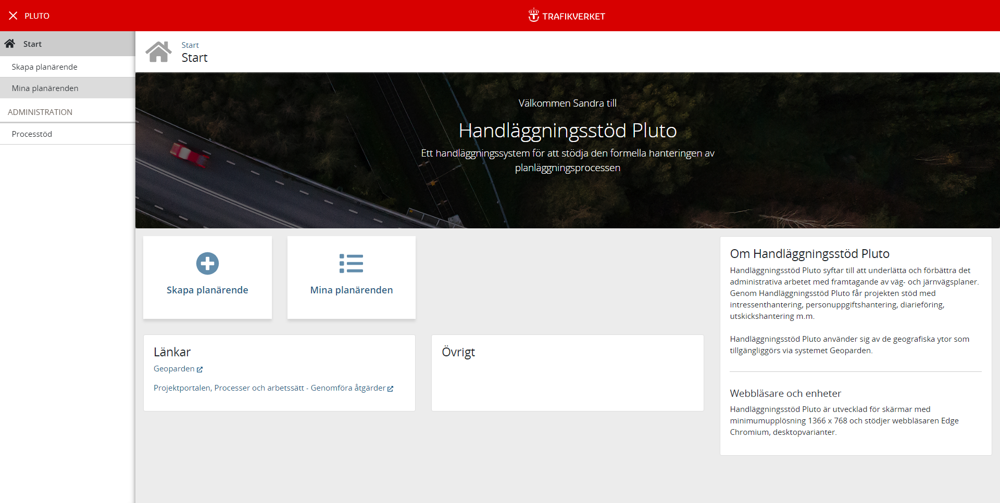 PLUTO
TRAFIKVERKET
Start
Skapa planärende
Mina planärenden
ADMINISTRATION
Processtöd
Start
Start
Välkommen Sandra till
Handläggningsstöd Pluto
Ett handläggningssystem för att stödja den formella hanteringen av
planläggningsprocessen
Skapa planärende
Mina planärenden
Länkar
Geoparden
Projektportalen, Processer och arbetssätt - Genomföra åtgärder
Övrigt
Om Handläggningsstöd Pluto
Handläggningsstöd Pluto syftar till att underlätta och förbättra det
administrativa arbetet med framtagande av väg- och järnvägsplaner.
Genom Handläggningsstöd Pluto får projekten stöd med
intressenthantering, personuppgiftshantering, diarieföring,
utskickshantering m.m.
Handläggningsstöd Pluto använder sig av de geografiska ytor som
tillgängliggörs via systemet Geoparden.
Webbläsare och enheter
Handläggningsstöd Pluto är utvecklad för skärmar med
minimumupplösning 1366 x 768 och stödjer webbläsaren Edge
Chromium, desktopvarianter.